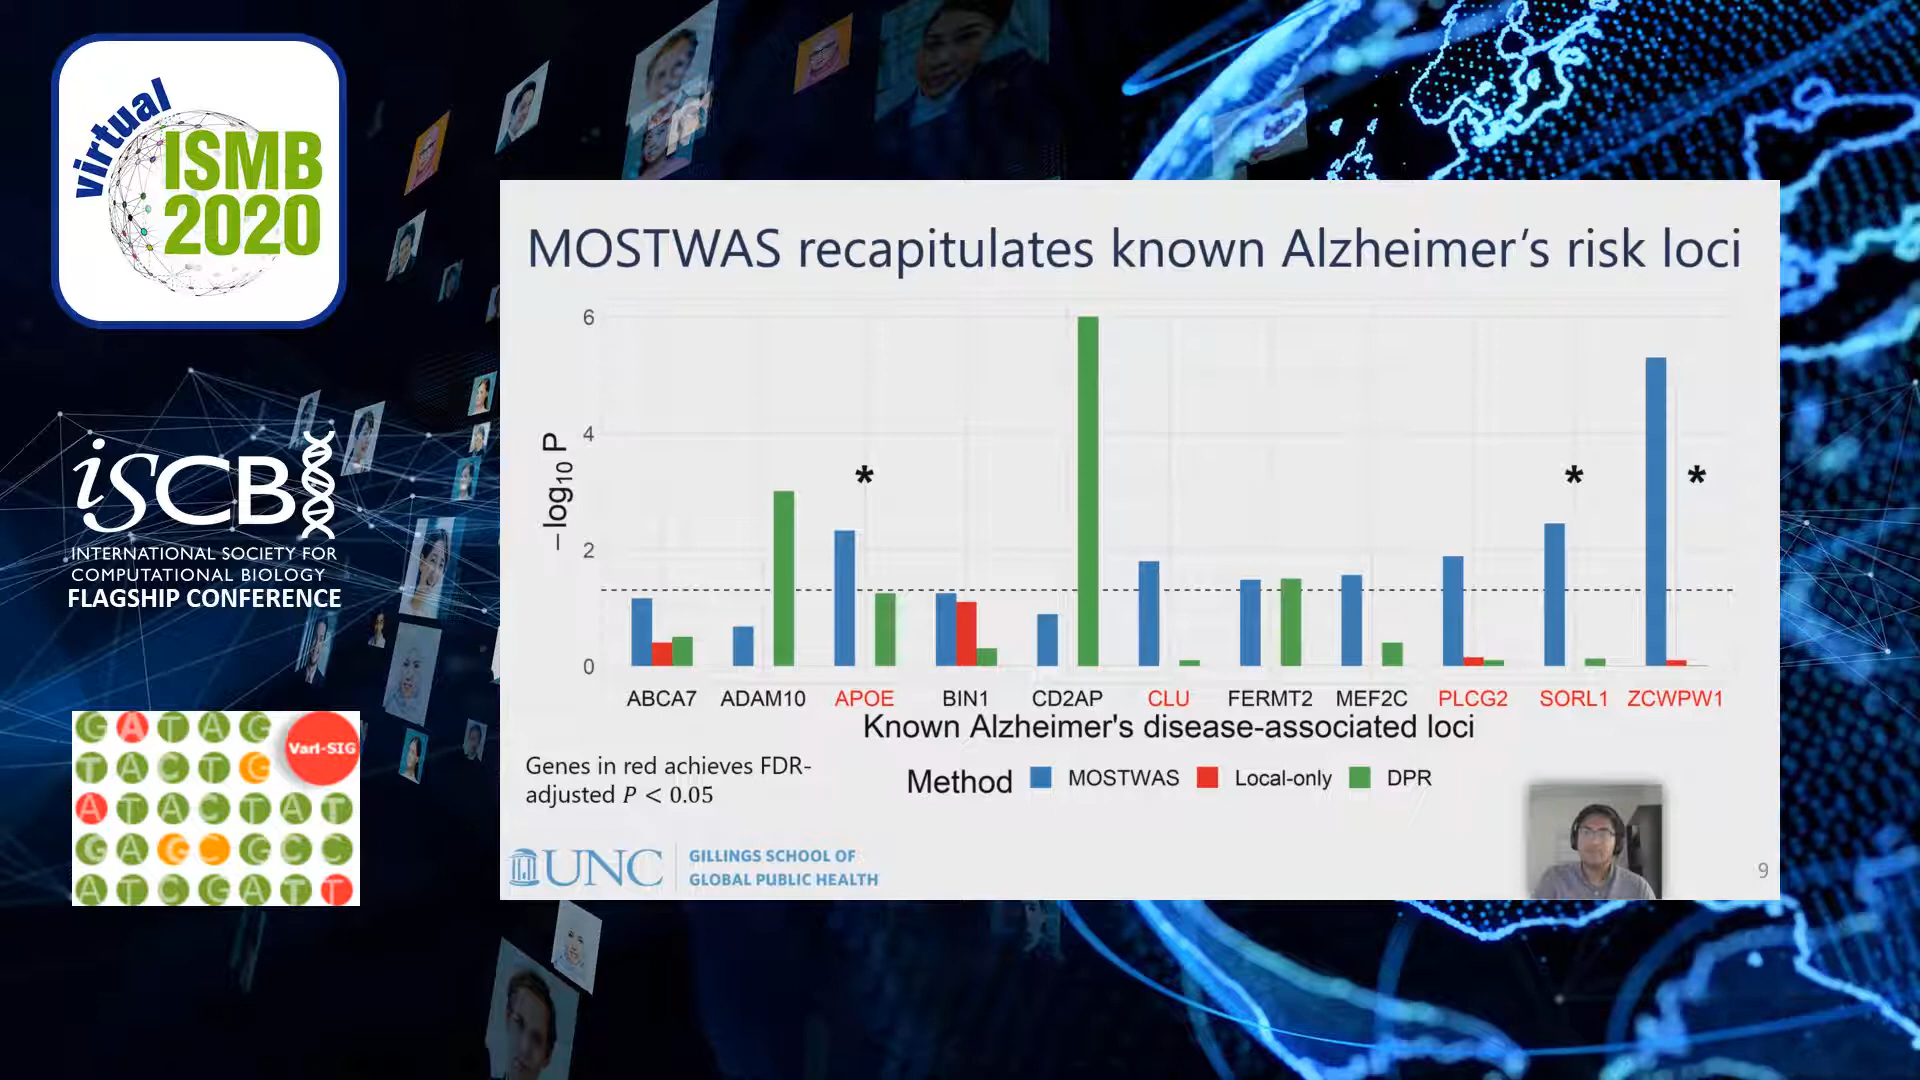 virtual
ISMB
2020
iSCB
INTERNATIONAL SOCIETY FOR
COMPUTATIONAL BIOLOGY
FLAGSHIP CONFERENCE
G A T A G
Vari-SIG
T A C T G
A T A C T A T
G A G C G C C
A T C G A T T
MOSTWAS recapitulates known Alzheimer's risk loci
−log10 P
6
4
2
0
* * *
ABCA7 ADAM10 APOE BIN1 CD2AP CLU FERMT2 MEF2C PLCG2 SORL1 ZCWPW1
Known Alzheimer's disease-associated loci
Genes in red achieves FDR-
adjusted P < 0.05
Method MOSTWAS Local-only DPR
UNC
GILLINGS SCHOOL OF
GLOBAL PUBLIC HEALTH
9